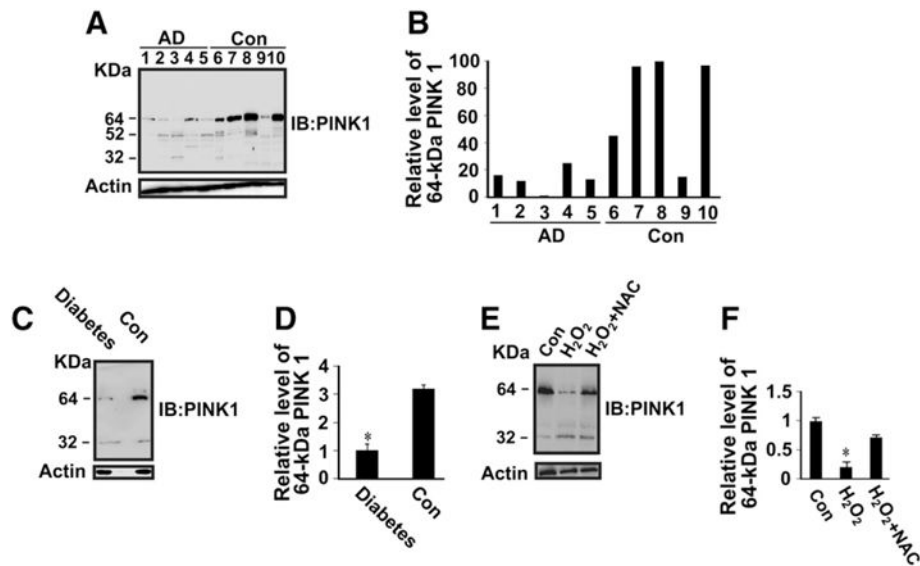 A
AD Con
1 2 3 4 5 6 7 8 9 10
KDa
64
52
32
IB:PINK1
Actin
B
Relative level of
64-kDa PINK 1
100
80
60
40
20
0
1 2 3 4 5 6 7 8 9 10
AD Con
C
Diabetes Con
KDa
64
32
IB:PINK1
Actin
D
Relative level of
64-kDa PINK 1
4
3
2
1
0
*
Diabetes Con
E
Con H₂O₂ H₂O₂+NAC
KDa
64
32
IB:PINK1
Actin
F
Relative level of
64-kDa PINK 1
1.5
1
0.5
0
*
Con H₂O₂ H₂O₂+NAC